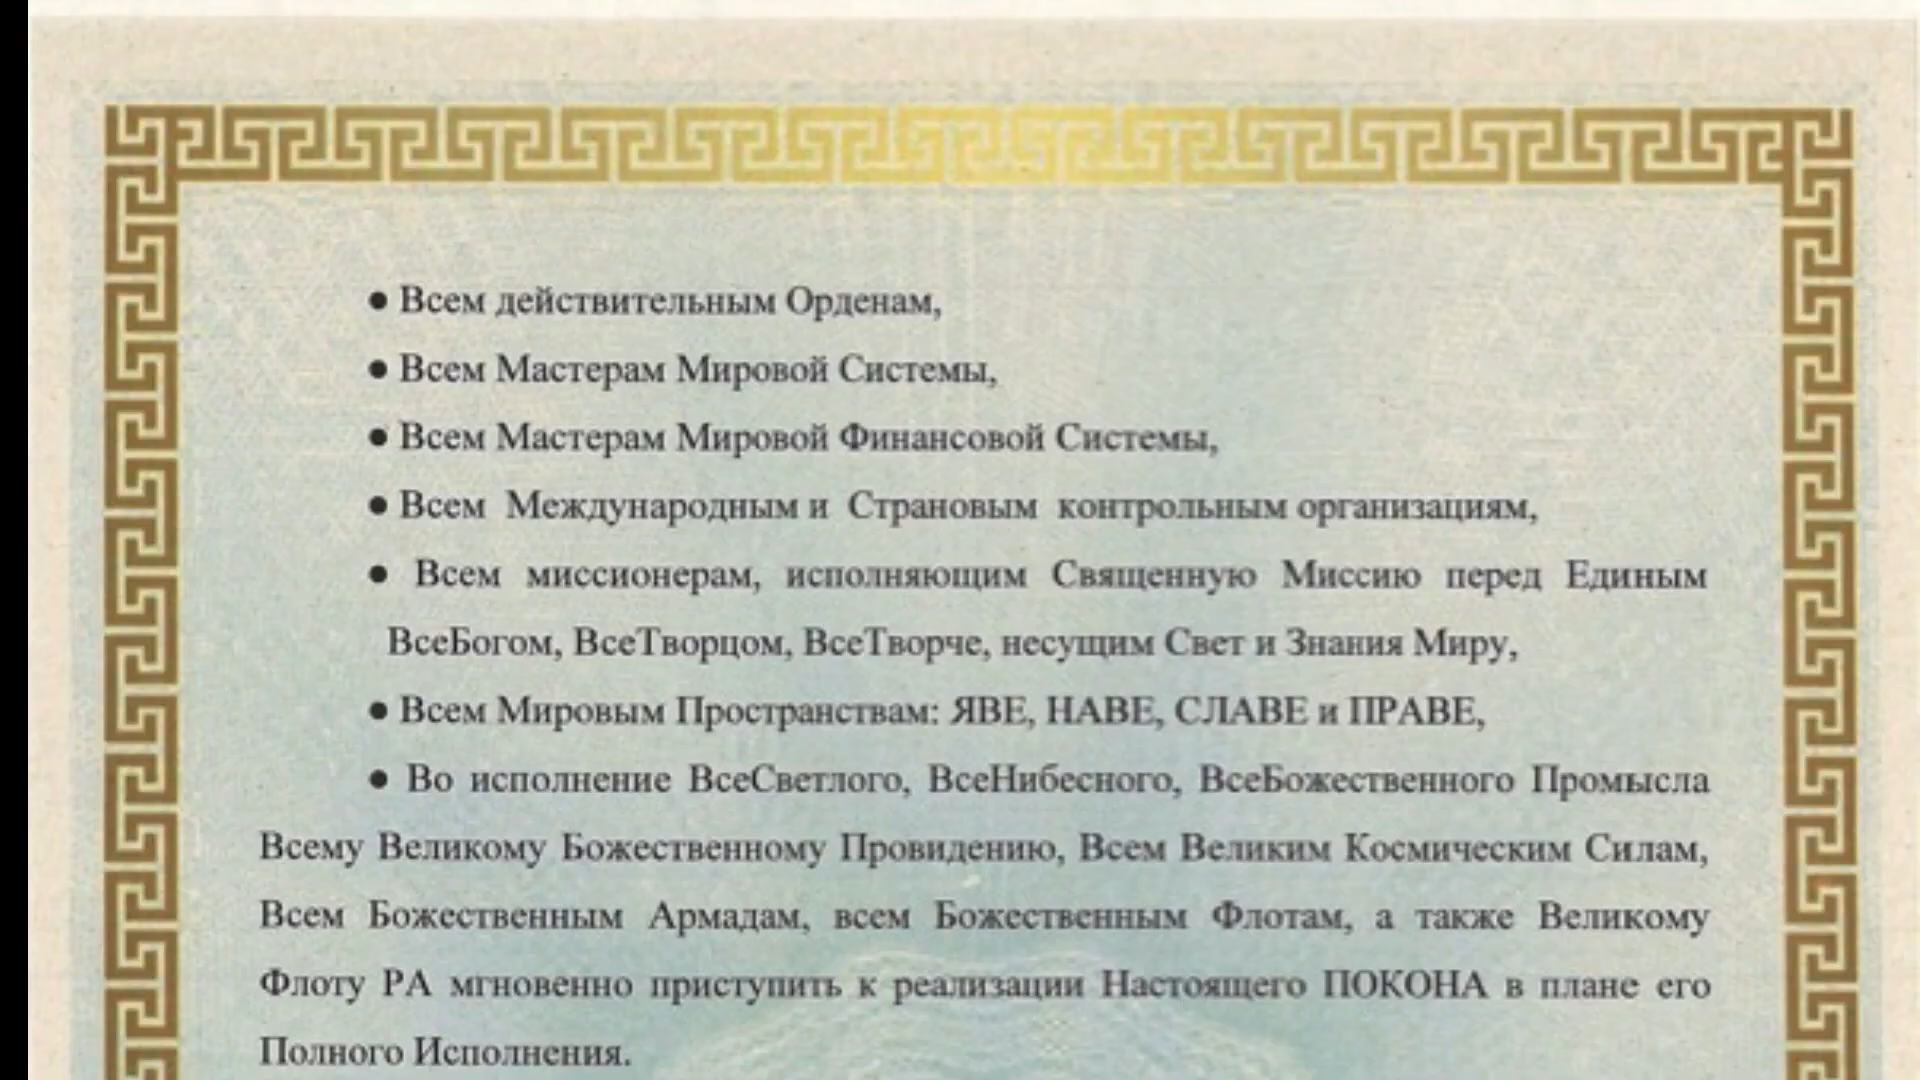 ● Всем действительным Орденам,
● Всем Мастерам Мировой Системы,
● Всем Мастерам Мировой Финансовой Системы,
● Всем Международным и Страновым контрольным организациям,
● Всем миссионерам, исполняющим Священную Миссию перед Единым
ВсеБогом, ВсеТворцом, ВсеТворче, несущим Свет и Знания Миру,
● Всем Мировым Пространствам: ЯВЕ, НАВЕ, СЛАВЕ и ПРАВЕ,
● Во исполнение ВсеСветлого, ВсеНибесного, ВсеБожественного Промысла
Всему Великому Божественному Провидению, Всем Великим Космическим Силам,
Всем Божественным Армадам, всем Божественным Флотам, а также Великому
Флоту РА мгновенно приступить к реализации Настоящего ПОКОНА в плане его
Полного Исполнения.